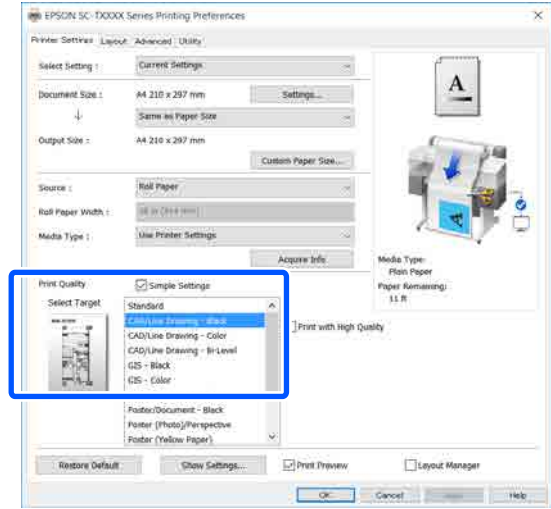 EPSON SC-TXXXX Series Printing Preferences
Printer Settings Layout Advanced Utility
Select Setting : Current Settings
Document Size : A4 210 x 297 mm Settings...
Same as Paper Size
Output Size : A4 210 x 297 mm
Custom Paper Size...
A
Source : Roll Paper
Roll Paper Width :
Media Type : Use Printer Settings
Acquire Info
Media Type:
Plain Paper
Paper Remaining:
11 ft
Print Quality Simple Settings
Select Target
Standard
CAD/Line Drawing - Black
CAD/Line Drawing - Color
CAD/Line Drawing - Bi-Level
GIS - Black
GIS - Color
Print with High Quality
Poster/Document - Black
Poster (Photo)/Perspective
Poster (Yellow Paper)
Restore Default Show Settings... Print Preview Layout Manager
OK Cancel Help